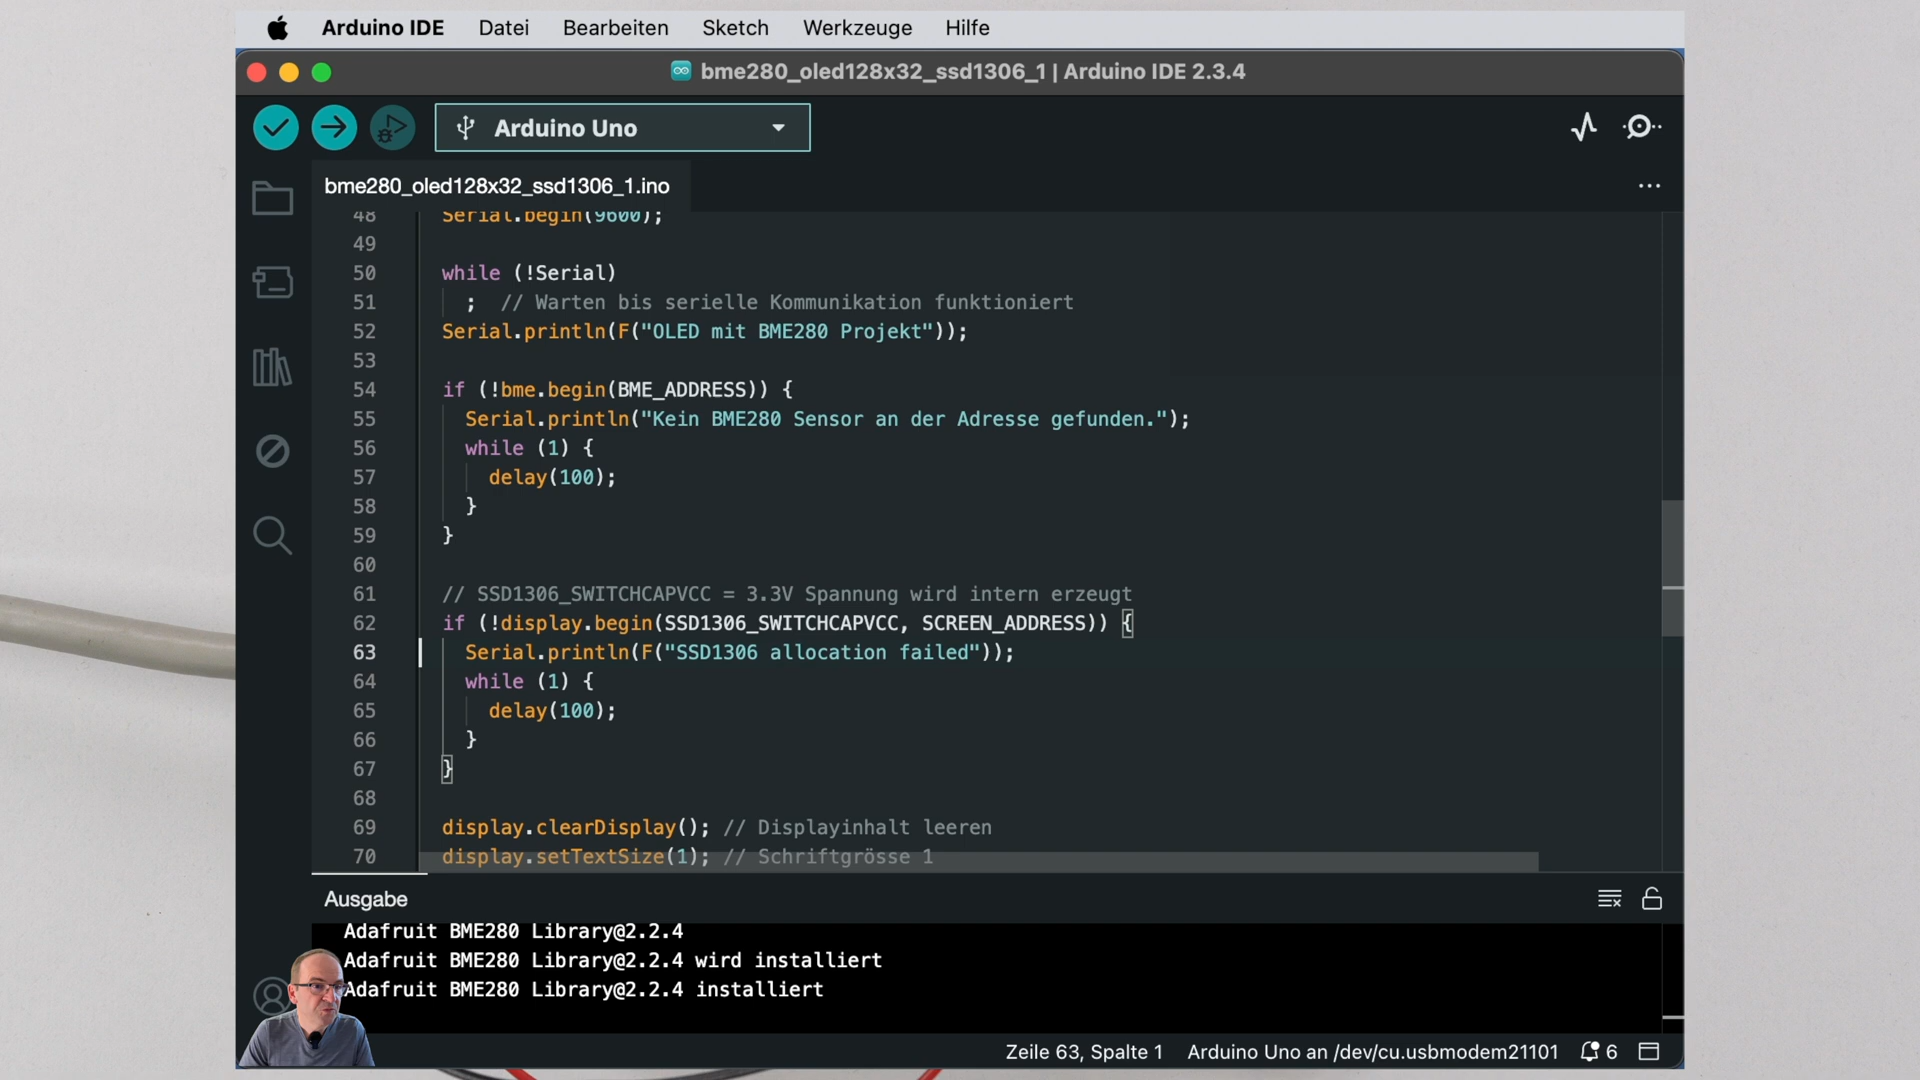 Arduino IDE Datei Bearbeiten Sketch Werkzeuge Hilfe
bme280_oled128x32_ssd1306_1 | Arduino IDE 2.3.4
Arduino Uno
bme280_oled128x32_ssd1306_1.ino
48 Serial.begin(9600);
49
50 while (!Serial)
51 ; // Warten bis serielle Kommunikation funktioniert
52 Serial.println(F("OLED mit BME280 Projekt"));
53
54 if (!bme.begin(BME_ADDRESS)) {
55 Serial.println("Kein BME280 Sensor an der Adresse gefunden.");
56 while (1) {
57 delay(100);
58 }
59 }
60
61 // SSD1306_SWITCHCAPVCC = 3.3V Spannung wird intern erzeugt
62 if (!display.begin(SSD1306_SWITCHCAPVCC, SCREEN_ADDRESS)) {
63 Serial.println(F("SSD1306 allocation failed"));
64 while (1) {
65 delay(100);
66 }
67 }
68
69 display.clearDisplay(); // Displayinhalt leeren
70 display.setTextSize(1); // Schriftgrösse 1
Ausgabe
Adafruit BME280 Library@2.2.4
Adafruit BME280 Library@2.2.4 wird installiert
Adafruit BME280 Library@2.2.4 installiert
Zeile 63, Spalte 1 Arduino Uno an /dev/cu.usbmodem21101 6